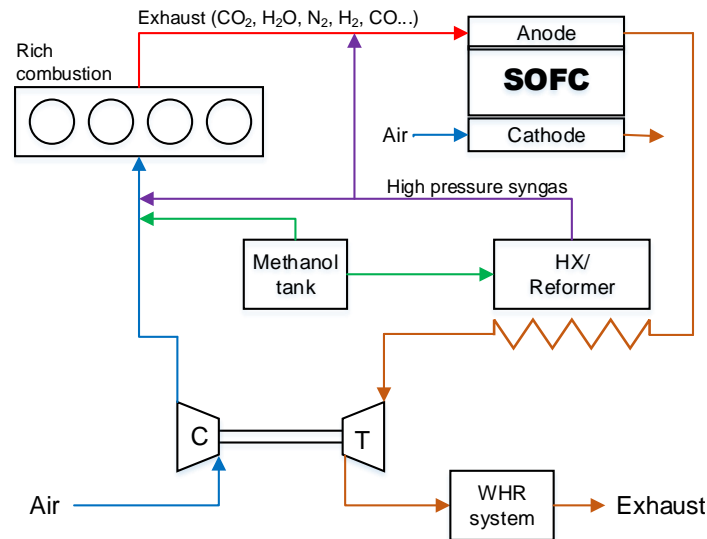 Exhaust (CO₂, H₂O, N₂, H₂, CO...)
Rich
combustion
Anode
SOFC
Air
Cathode
High pressure syngas
Methanol
tank
HX/
Reformer
C
T
Air
WHR
system
Exhaust